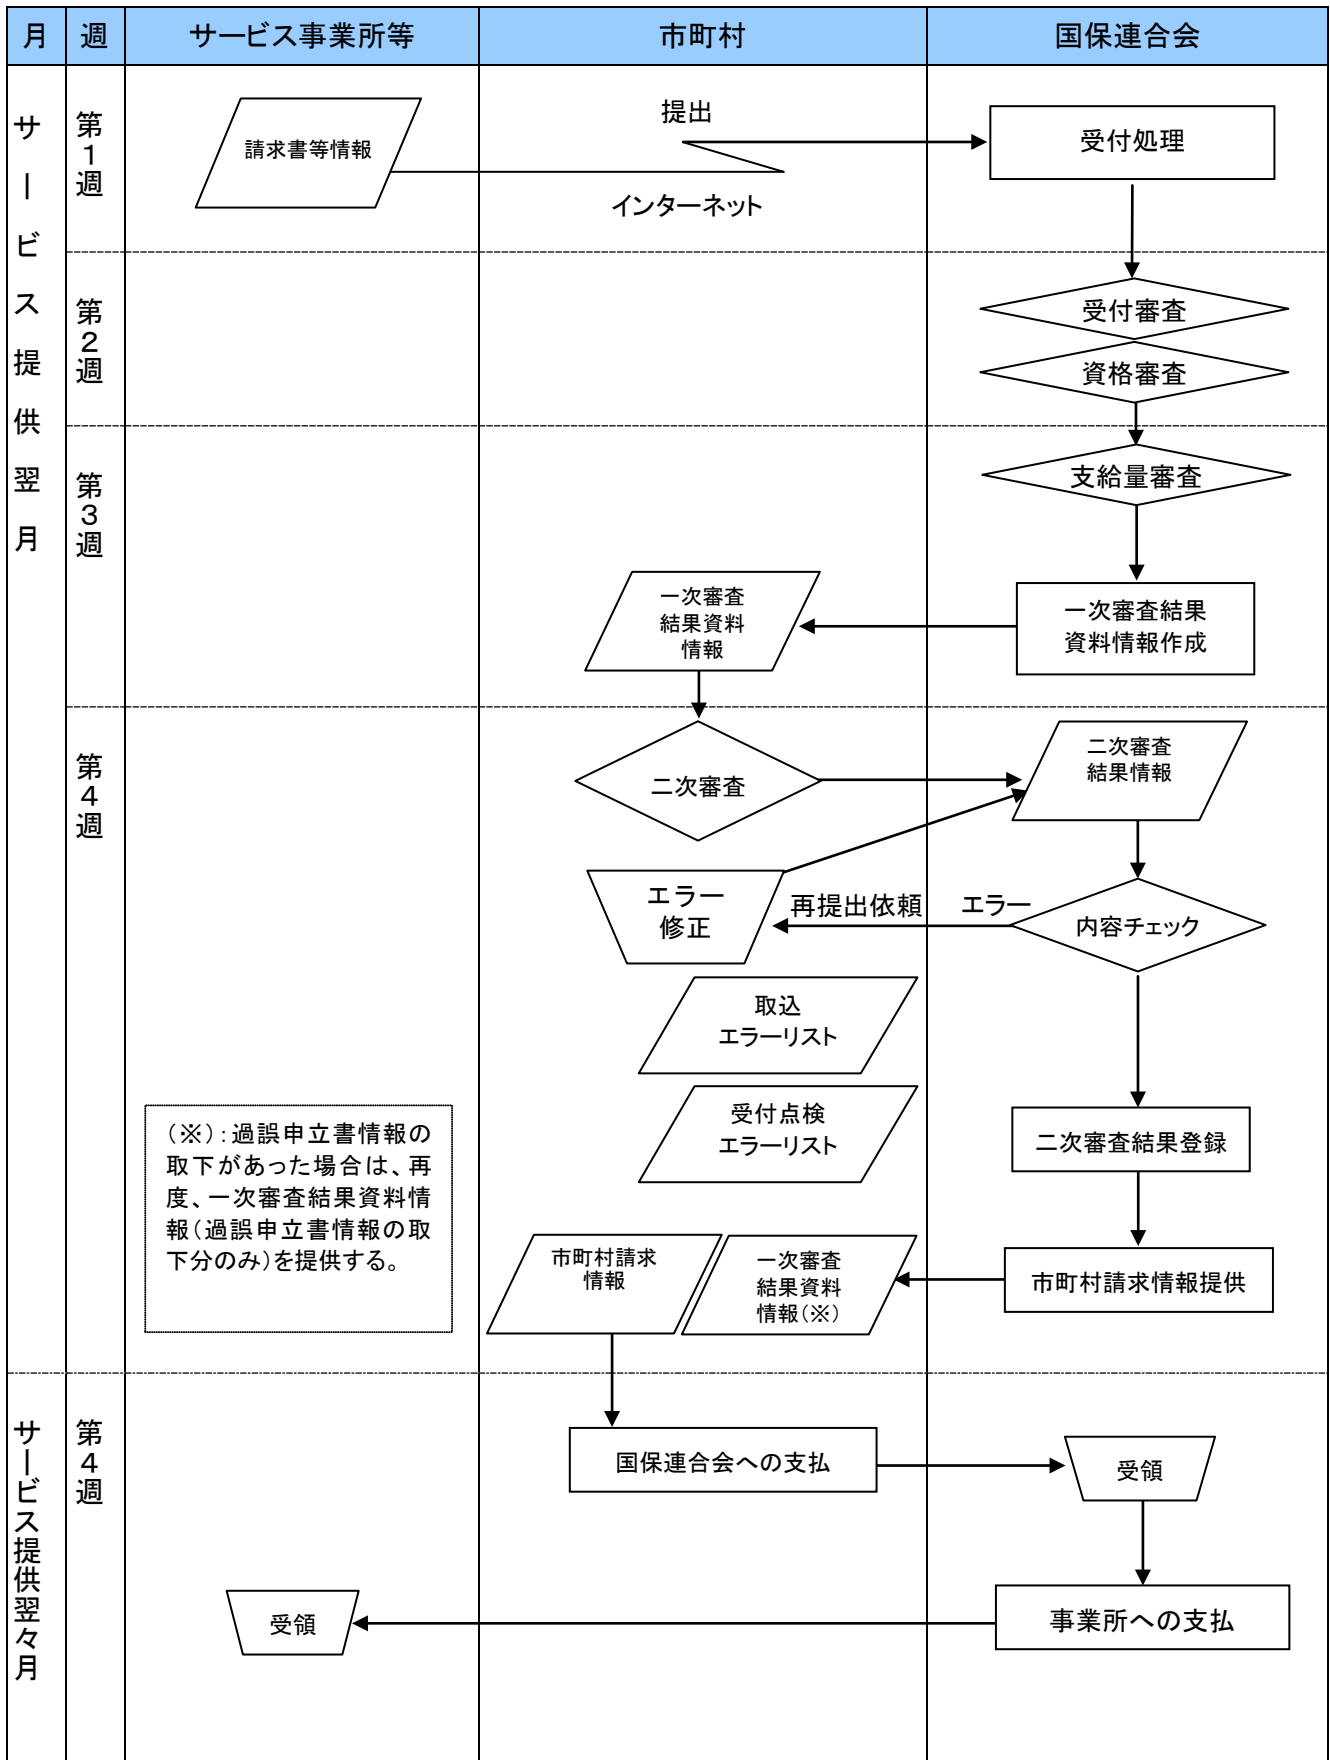 月 週 サービス事業所等 市町村 国保連合会
サービス提供翌月
第1週
請求書等情報
提出
インターネット
受付処理
第2週
受付審査
資格審査
第3週
支給量審査
一次審査
結果資料
情報
一次審査結果
資料情報作成
第4週
二次審査
二次審査
結果情報
エラー
修正
再提出依頼
エラー
内容チェック
取込
エラーリスト
受付点検
エラーリスト
二次審査結果登録
(※):過誤申立書情報の
取下があった場合は、再
度、一次審査結果資料情
報(過誤申立書情報の取
下分のみ)を提供する。
市町村請求
情報
一次審査
結果資料
情報(※)
市町村請求情報提供
サービス提供翌々月
第4週
国保連合会への支払
受領
受領
事業所への支払